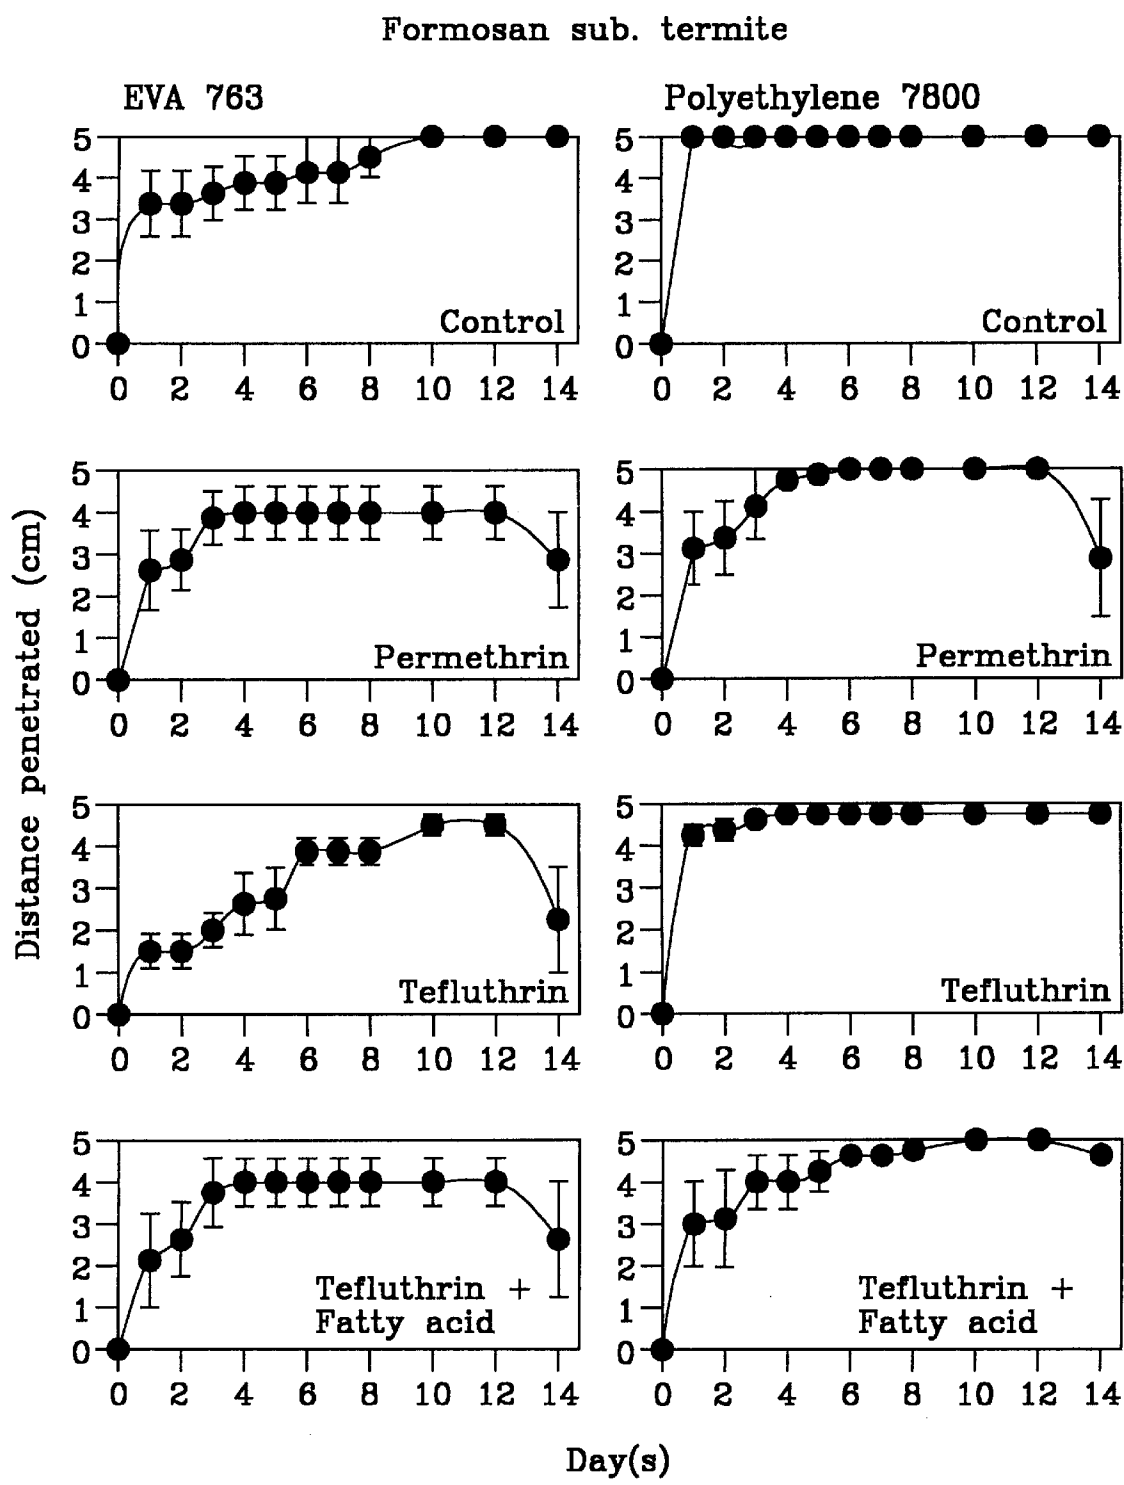 Formosan sub. termite
EVA 763
Polyethylene 7800
5
4
3
2
1
0
Control
0 2 4 6 8 10 12 14
5
4
3
2
1
0
Control
0 2 4 6 8 10 12 14
Distance penetrated (cm)
5
4
3
2
1
0
Permethrin
0 2 4 6 8 10 12 14
5
4
3
2
1
0
Permethrin
0 2 4 6 8 10 12 14
5
4
3
2
1
0
Tefluthrin
0 2 4 6 8 10 12 14
5
4
3
2
1
0
Tefluthrin
0 2 4 6 8 10 12 14
5
4
3
2
1
0
Tefluthrin +
Fatty acid
0 2 4 6 8 10 12 14
5
4
3
2
1
0
Tefluthrin +
Fatty acid
0 2 4 6 8 10 12 14
Day(s)